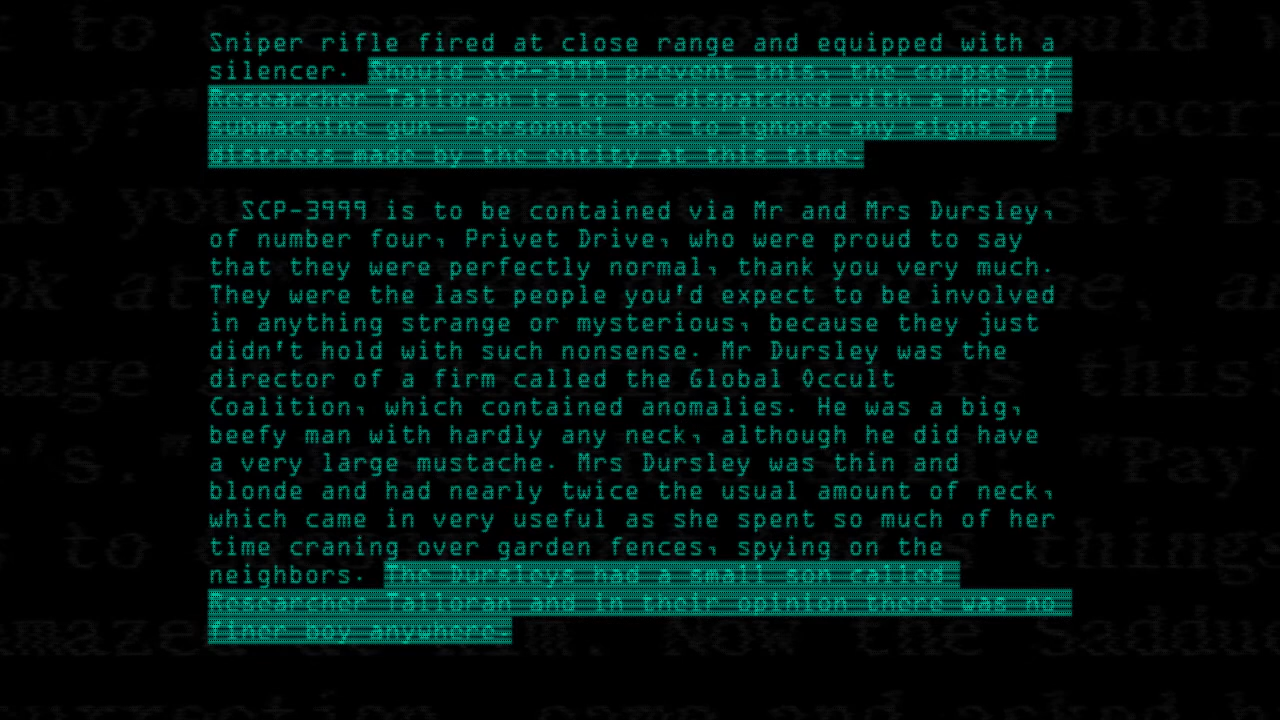 Sniper rifle fired at close range and equipped with a
silencer. Should SCP-3999 prevent this, the corpse of
Researcher Talloran is to be dispatched with a MP5/10
submachine gun. Personnel are to ignore any signs of
distress made by the entity at this time.
SCP-3999 is to be contained via Mr and Mrs Dursley,
of number four, Privet Drive, who were proud to say
that they were perfectly normal, thank you very much.
They were the last people you'd expect to be involved
in anything strange or mysterious, because they just
didn't hold with such nonsense. Mr Dursley was the
director of a firm called the Global Occult
Coalition, which contained anomalies. He was a big,
beefy man with hardly any neck, although he did have
a very large mustache. Mrs Dursley was thin and
blonde and had nearly twice the usual amount of neck,
which came in very useful as she spent so much of her
time craning over garden fences, spying on the
neighbors. The Dursleys had a small son called
Researcher Talloran and in their opinion there was no
finer boy anywhere.